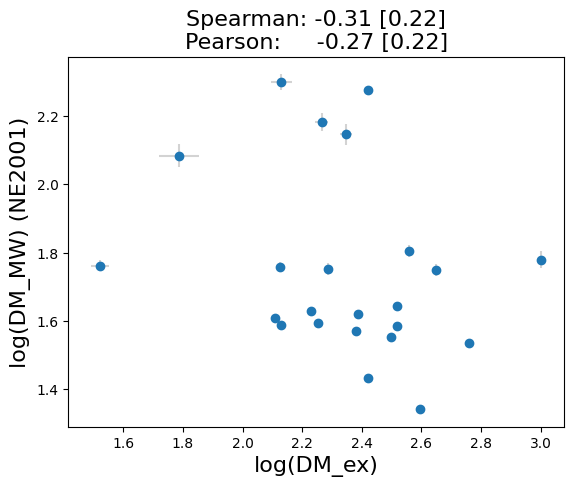 Spearman: -0.31 [0.22]
Pearson: -0.27 [0.22]
log(DM_MW) (NE2001)
2.2
2.0
1.8
1.6
1.4
1.6 1.8 2.0 2.2 2.4 2.6 2.8 3.0
log(DM_ex)